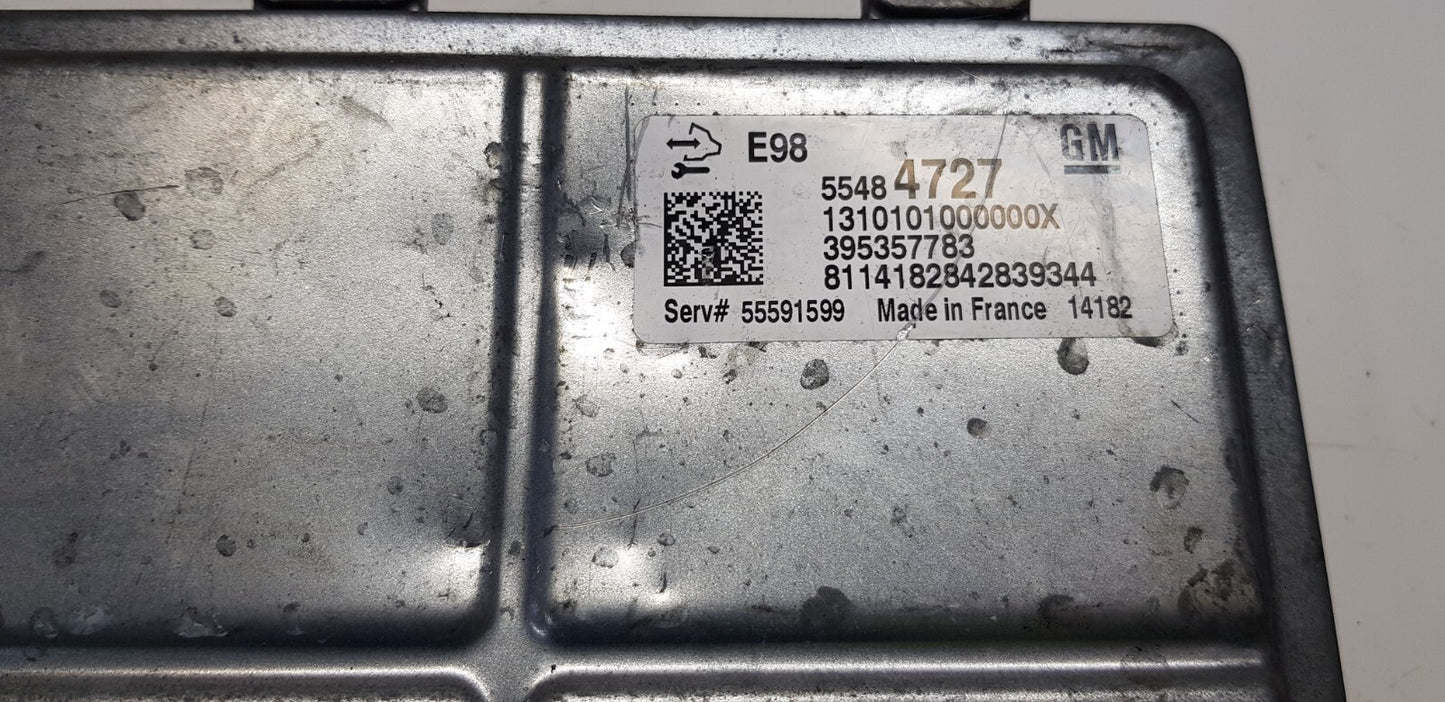 E98 GM
5548 4727
1310101000000X
395357783
8114182842839344
Serv# 55591599 Made in France 14182